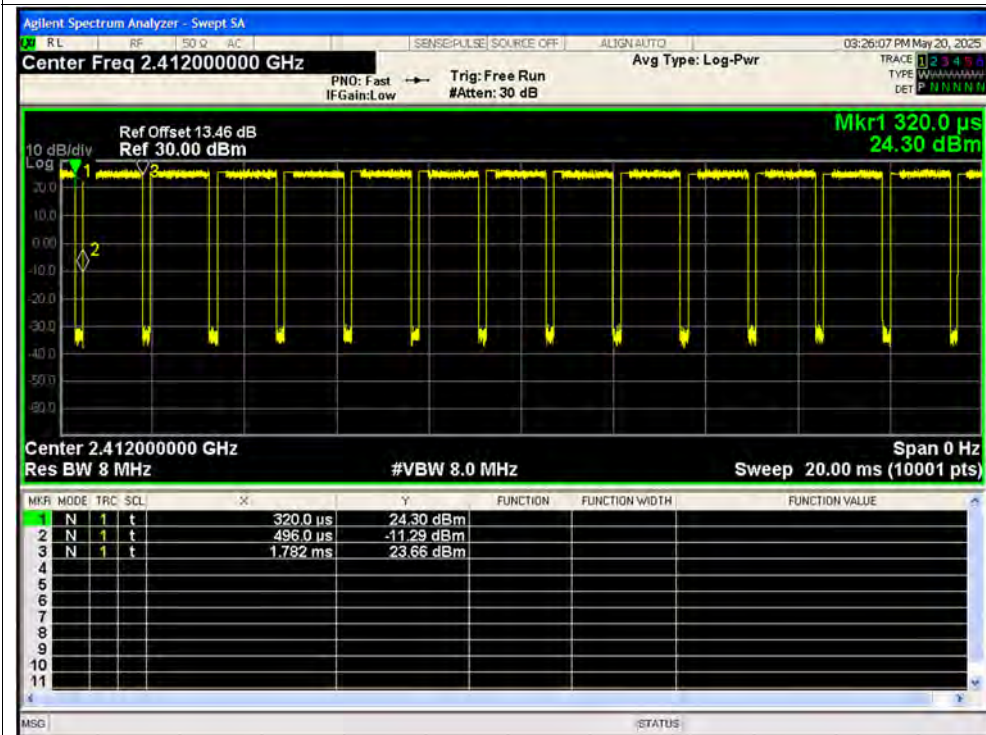 Agilent Spectrum Analyzer - Swept SA
RL RF 50 Ω AC SENSE:PULSE SOURCE OFF ALIGN AUTO 03:26:07 PM May 20, 2025
Center Freq 2.412000000 GHz Avg Type: Log-Pwr TRACE 1 2 3 4 5 6
PNO: Fast Trig: Free Run TYPE
IFGain:Low #Atten: 30 dB DET P N N N N N
Mkr1 320.0 µs
24.30 dBm
Ref Offset 13.46 dB
10 dB/div Ref 30.00 dBm
Log
1
3
20.0
10.0
0.00
2
-10.0
-20.0
-30.0
-40.0
-50.0
-60.0
Center 2.412000000 GHz Span 0 Hz
Res BW 8 MHz #VBW 8.0 MHz Sweep 20.00 ms (10001 pts)
MKR MODE TRC SCL X Y FUNCTION FUNCTION WIDTH FUNCTION VALUE
1 N 1 t 320.0 µs 24.30 dBm
2 N 1 t 496.0 µs -11.29 dBm
3 N 1 t 1.782 ms 23.66 dBm
4
5
6
7
8
9
10
11
MSG STATUS